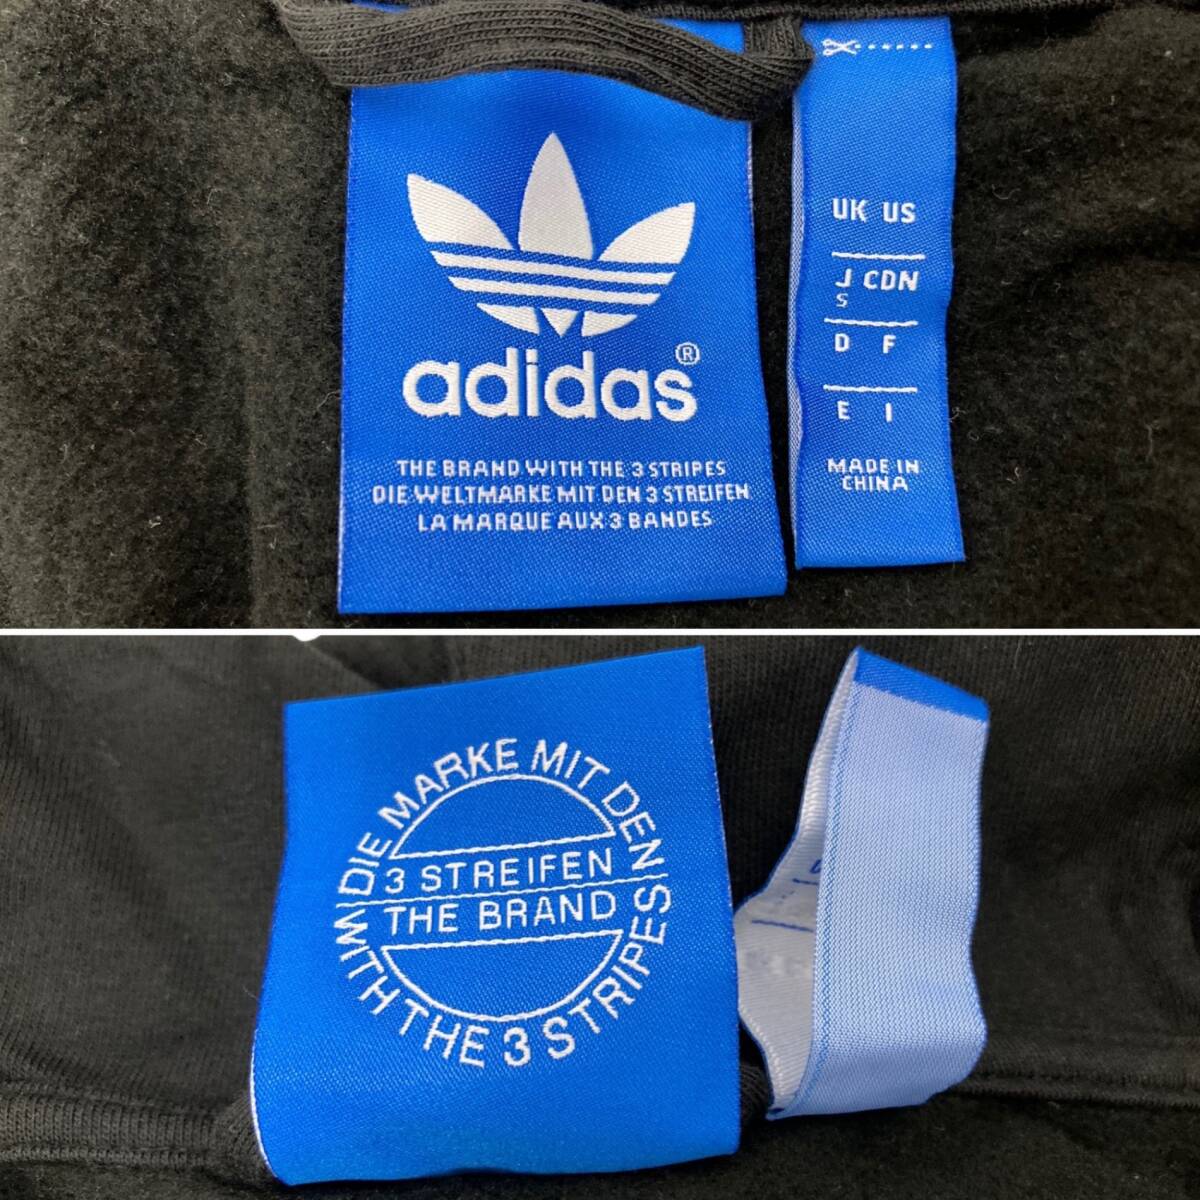 adidas®
THE BRAND WITH THE 3 STRIPES
DIE WELTMARKE MIT DEN 3 STREIFEN
LA MARQUE AUX 3 BANDES
UK US
J CDN
S
D F
E I
MADE IN
CHINA
DIE MARKE MIT DEN
3 STREIFEN
THE BRAND
WITH THE 3 STRIPES